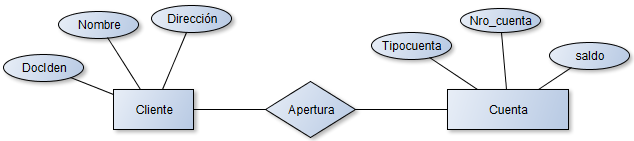 Nombre
Dirección
DocIden
Cliente
Apertura
Tipocuenta
Nro_cuenta
saldo
Cuenta